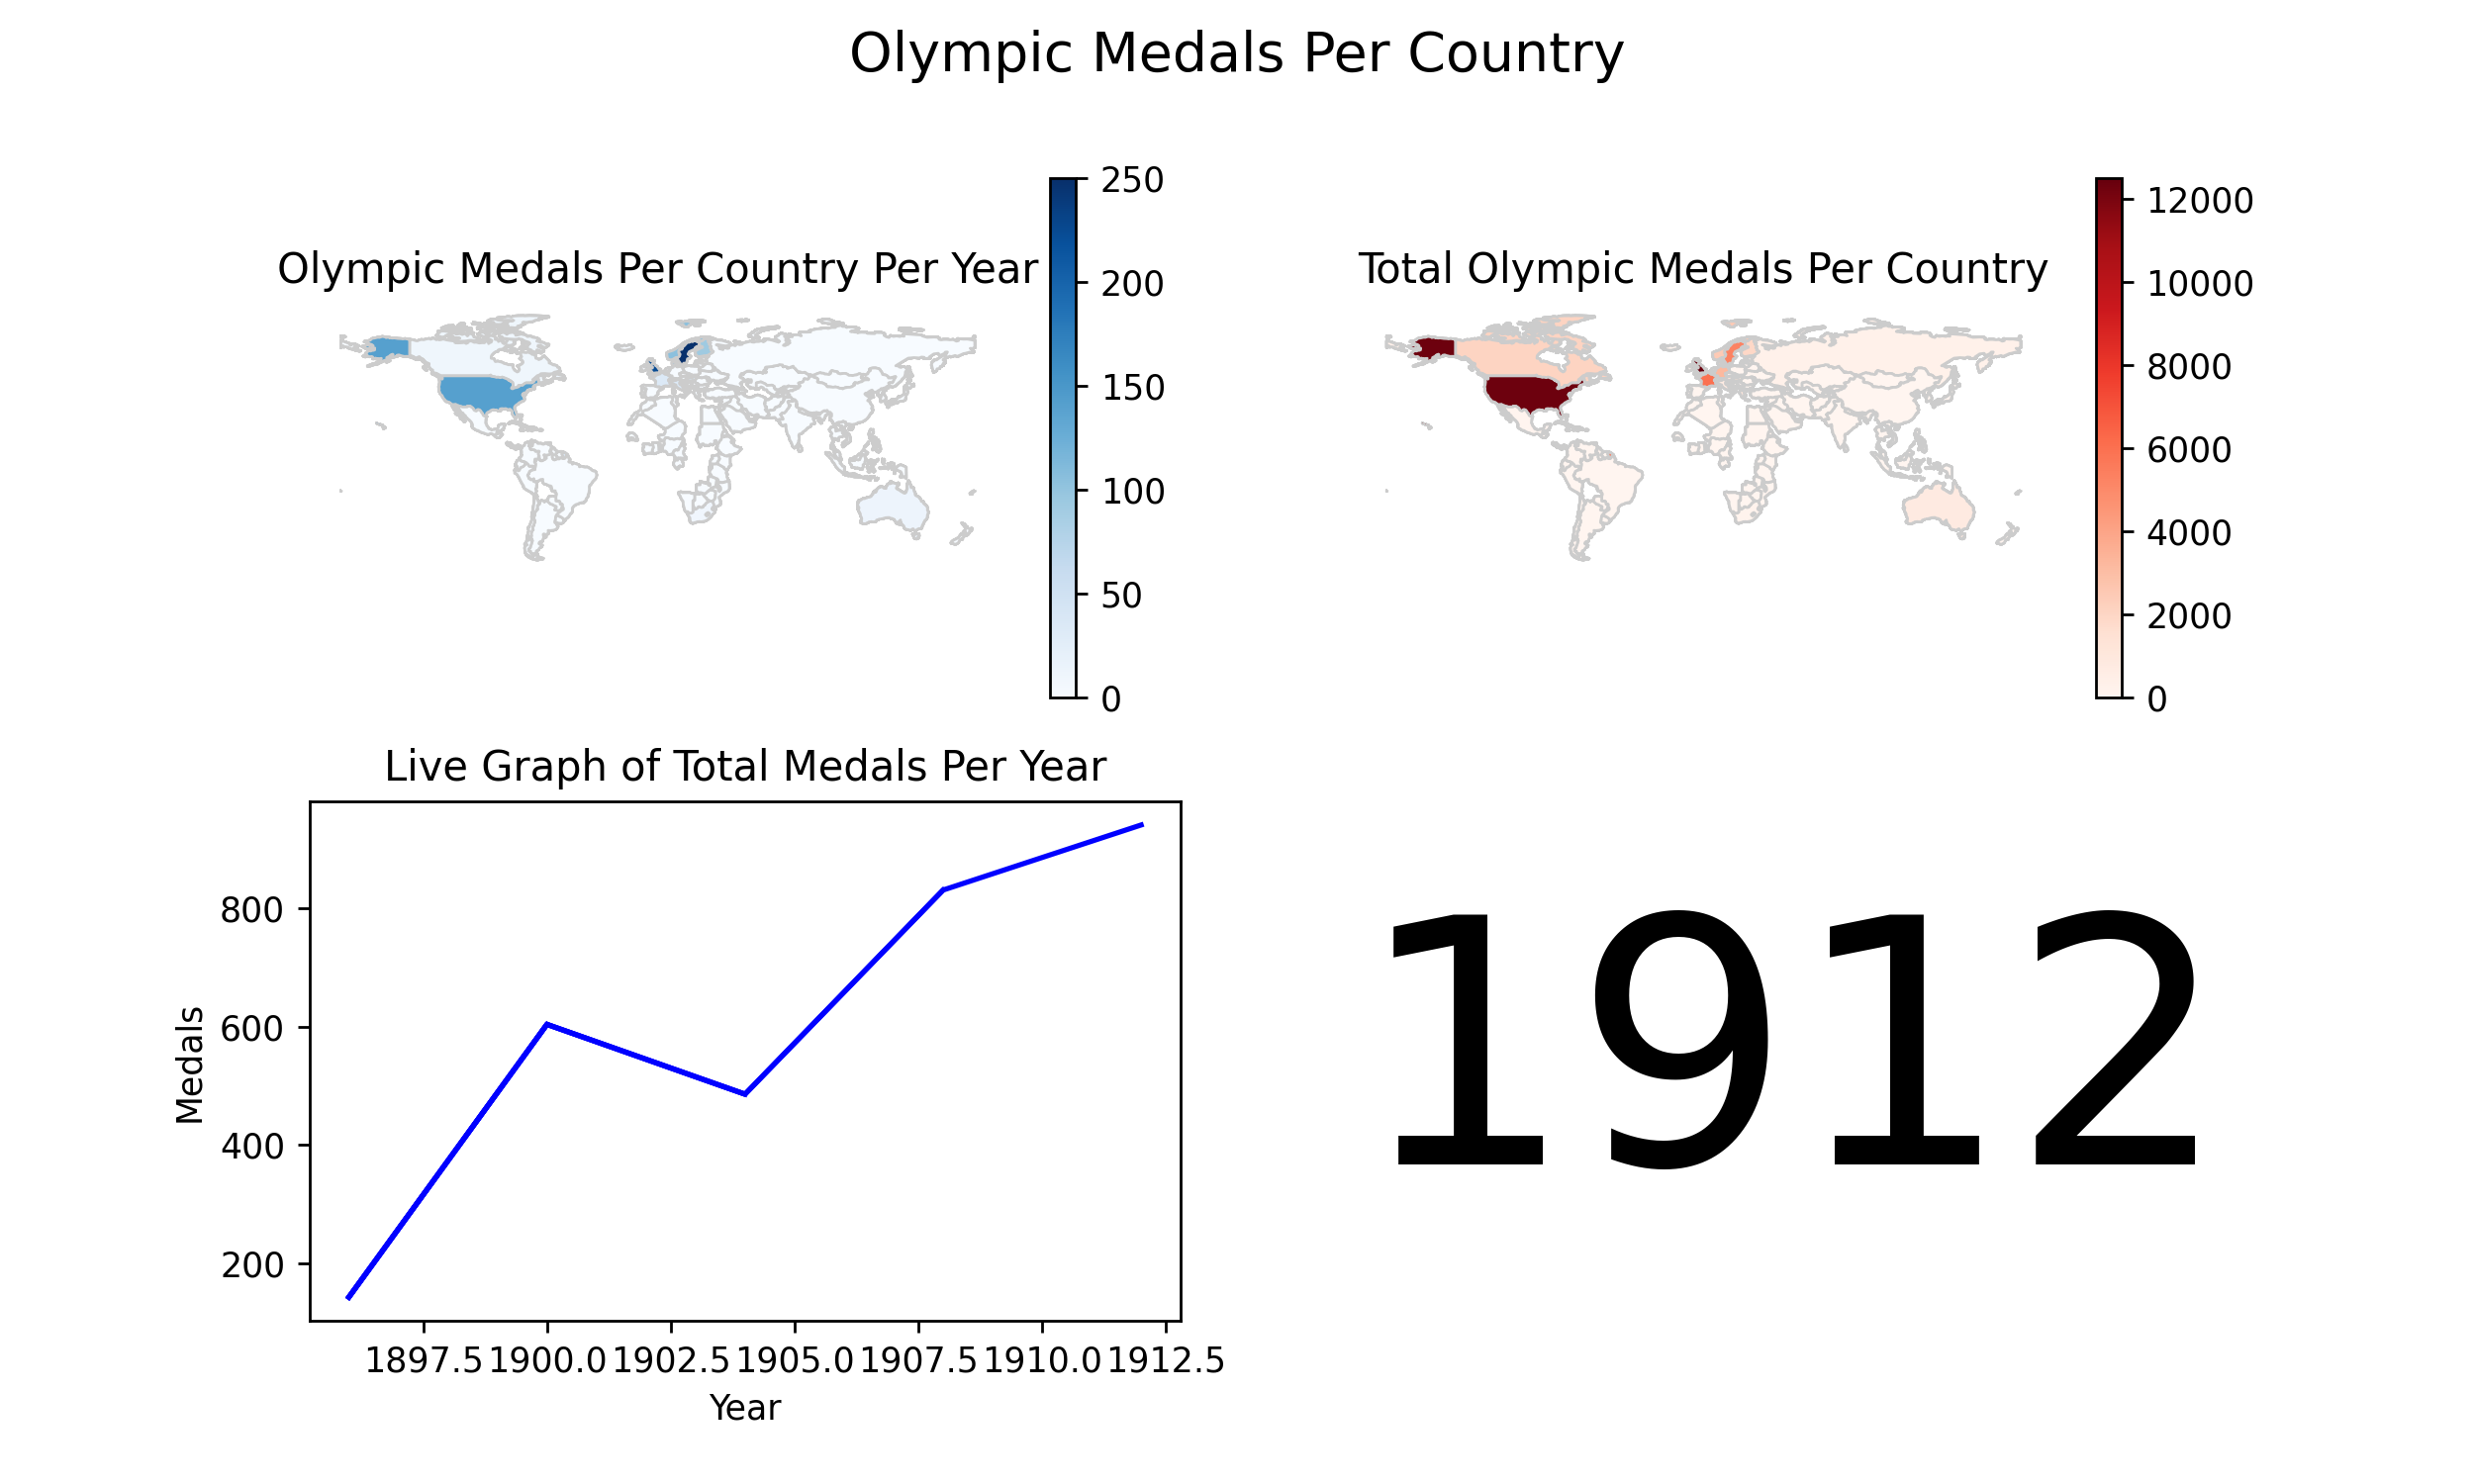 Olympic Medals Per Country
Olympic Medals Per Country Per Year
250
200
150
100
50
0
Total Olympic Medals Per Country
12000
10000
8000
6000
4000
2000
0
Live Graph of Total Medals Per Year
Medals
800
600
400
200
1897.5 1900.0 1902.5 1905.0 1907.5 1910.0 1912.5
Year
1912